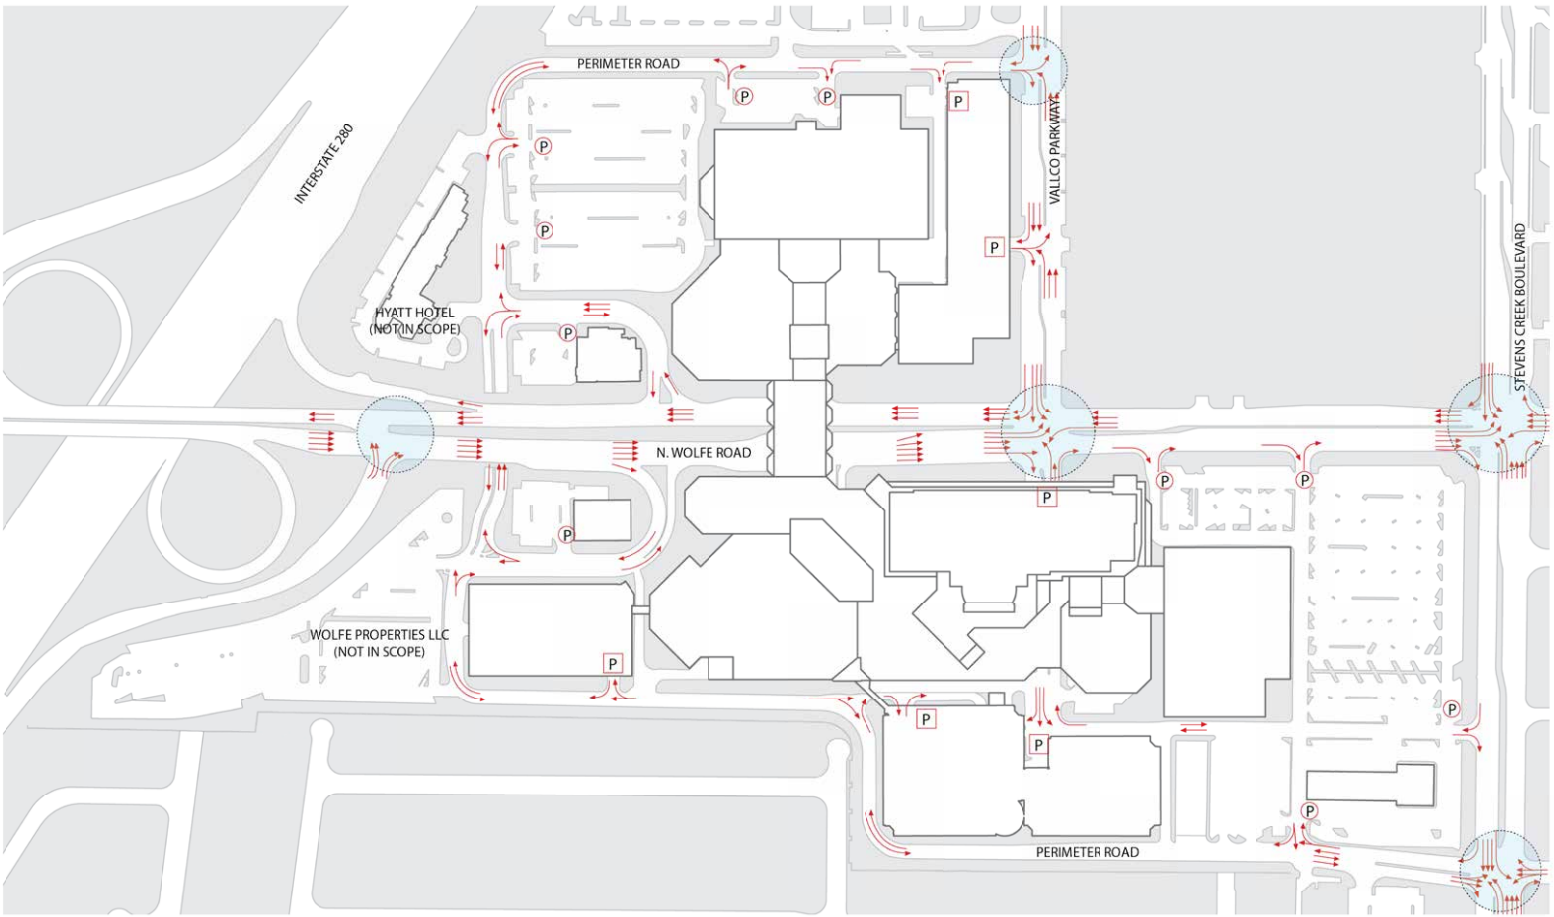 PERIMETER ROAD
P
P
P
INTERSTATE 280
VALLCO PARKWAY
P
P
P
STEVENS CREEK BOULEVARD
HYATT HOTEL
(NOT IN SCOPE)
P
N. WOLFE ROAD
P
P
P
P
WOLFE PROPERTIES LLC
(NOT IN SCOPE)
P
P
P
P
P
PERIMETER ROAD